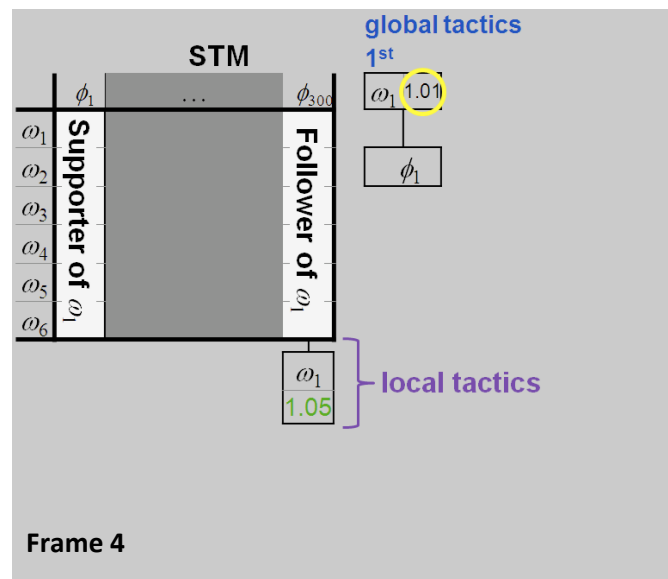 global tactics
1st
STM
ω1 1.01
ϕ1 ... ϕ300
ϕ1
ω1
ω2
ω3
ω4
ω5
ω6
Supporter of ω1
Follower of ω1
ω1
1.05
local tactics
Frame 4